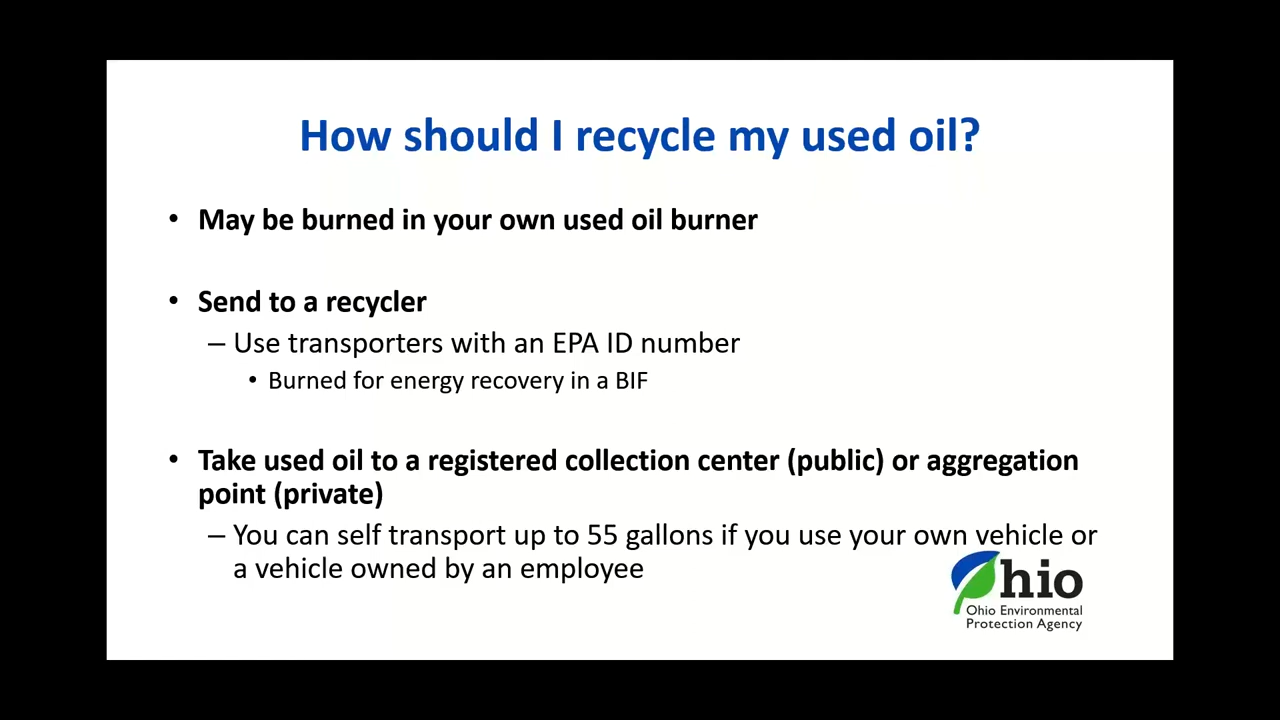 How should I recycle my used oil?
• May be burned in your own used oil burner
• Send to a recycler
– Use transporters with an EPA ID number
• Burned for energy recovery in a BIF
• Take used oil to a registered collection center (public) or aggregation
point (private)
– You can self transport up to 55 gallons if you use your own vehicle or
a vehicle owned by an employee
Ohio
Ohio Environmental
Protection Agency